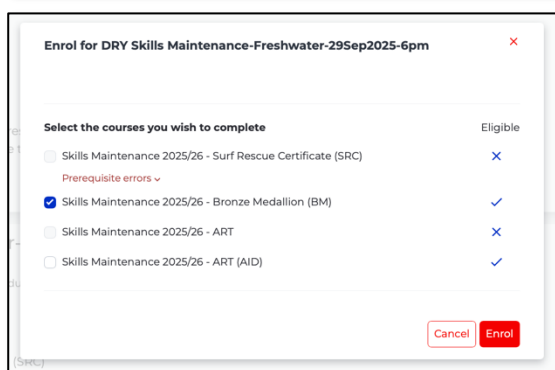 Enrol for DRY Skills Maintenance-Freshwater-29Sep2025-6pm
Select the courses you wish to complete Eligible
Skills Maintenance 2025/26 - Surf Rescue Certificate (SRC)
Prerequisite errors
Skills Maintenance 2025/26 - Bronze Medallion (BM)
Skills Maintenance 2025/26 - ART
Skills Maintenance 2025/26 - ART (AID)
Cancel Enrol
(SRC)